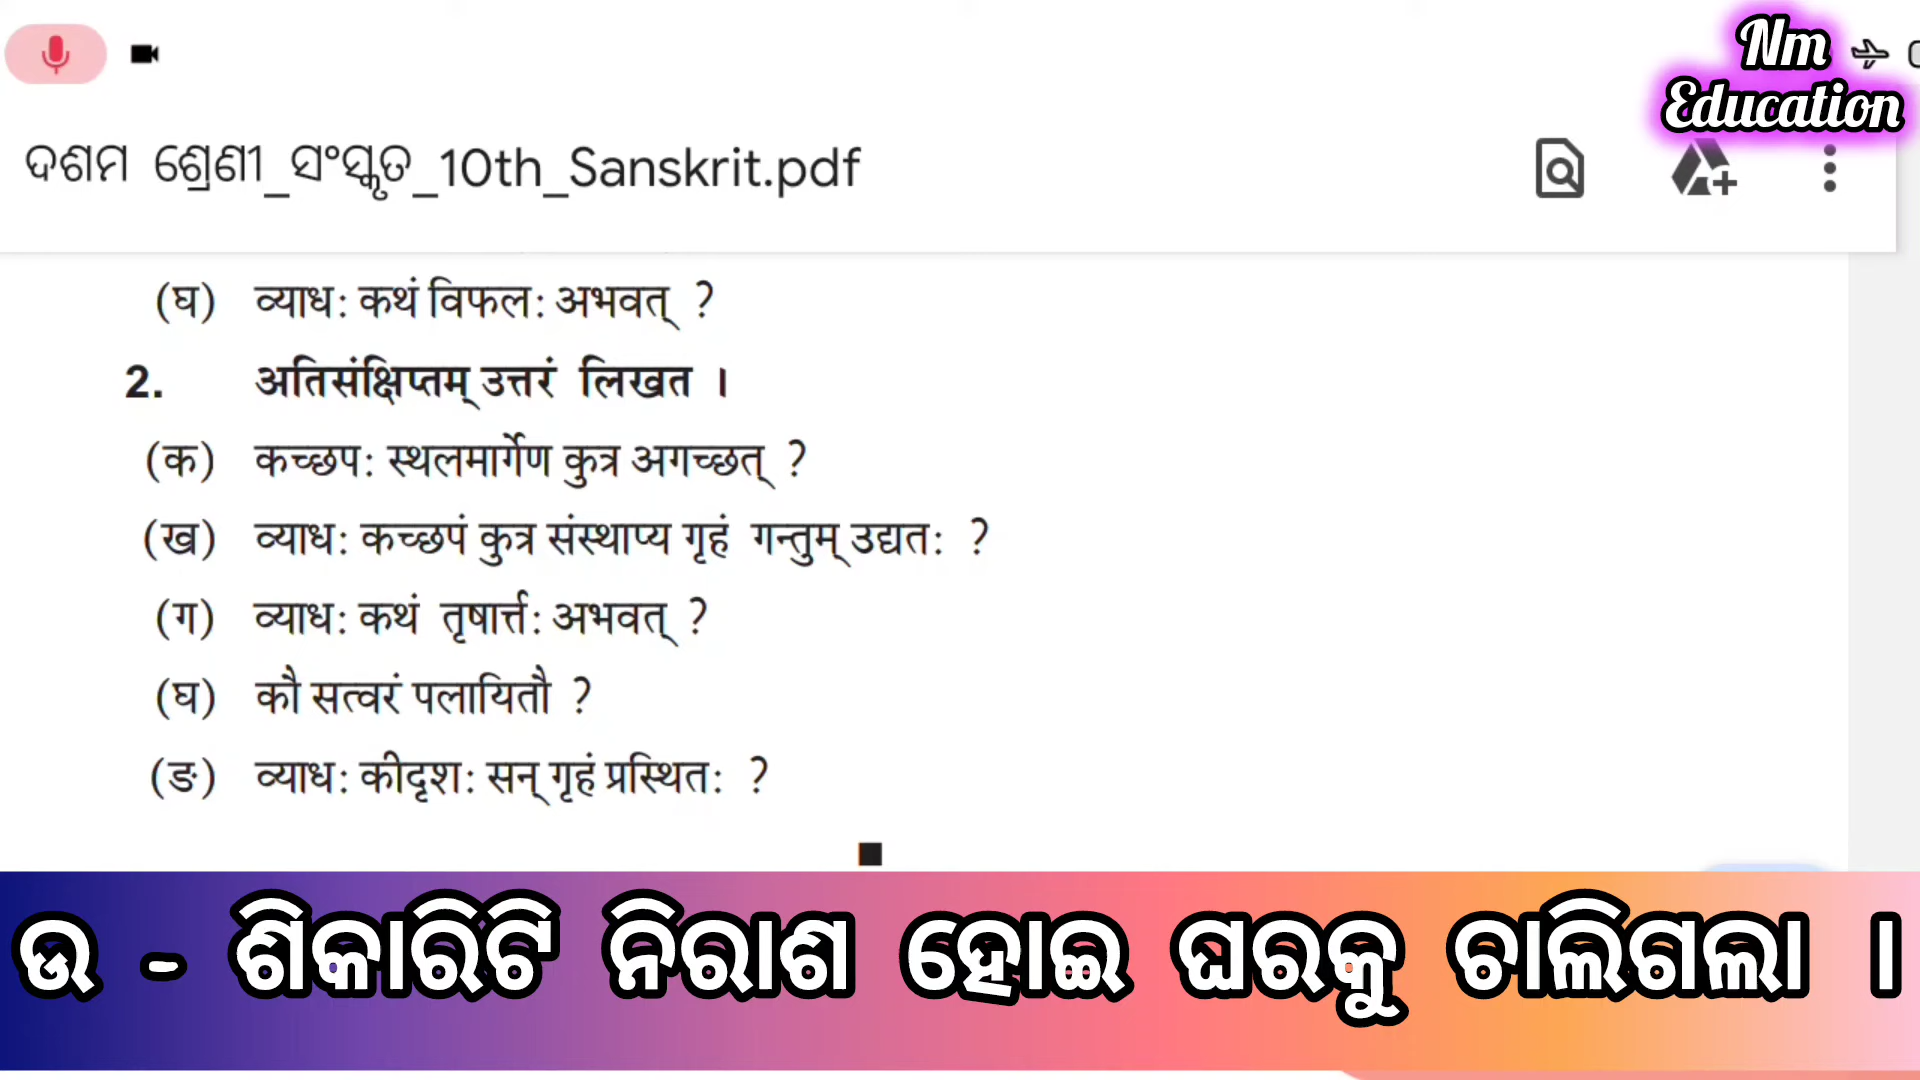 Nm
Education
ଦଶମ ଶ୍ରେଣୀ_ସଂସ୍କୃତ_10th_Sanskrit.pdf
(घ) व्याधः कथं विफलः अभवत् ?
2. अतिसंक्षिप्तम् उत्तरं लिखत ।
(क) कच्छपः स्थलमार्गेण कुत्र अगच्छत् ?
(ख) व्याधः कच्छपं कुत्र संस्थाप्य गृहं गन्तुम् उद्यतः ?
(ग) व्याधः कथं तृषार्त्तः अभवत् ?
(घ) कौ सत्वरं पलायितौ ?
(ङ) व्याधः कीदृशः सन् गृहं प्रस्थितः ?
ଉ - ଶିକାରିଟି ନିରାଶ ହୋଇ ଘରକୁ ଚାଲିଗଲା ।